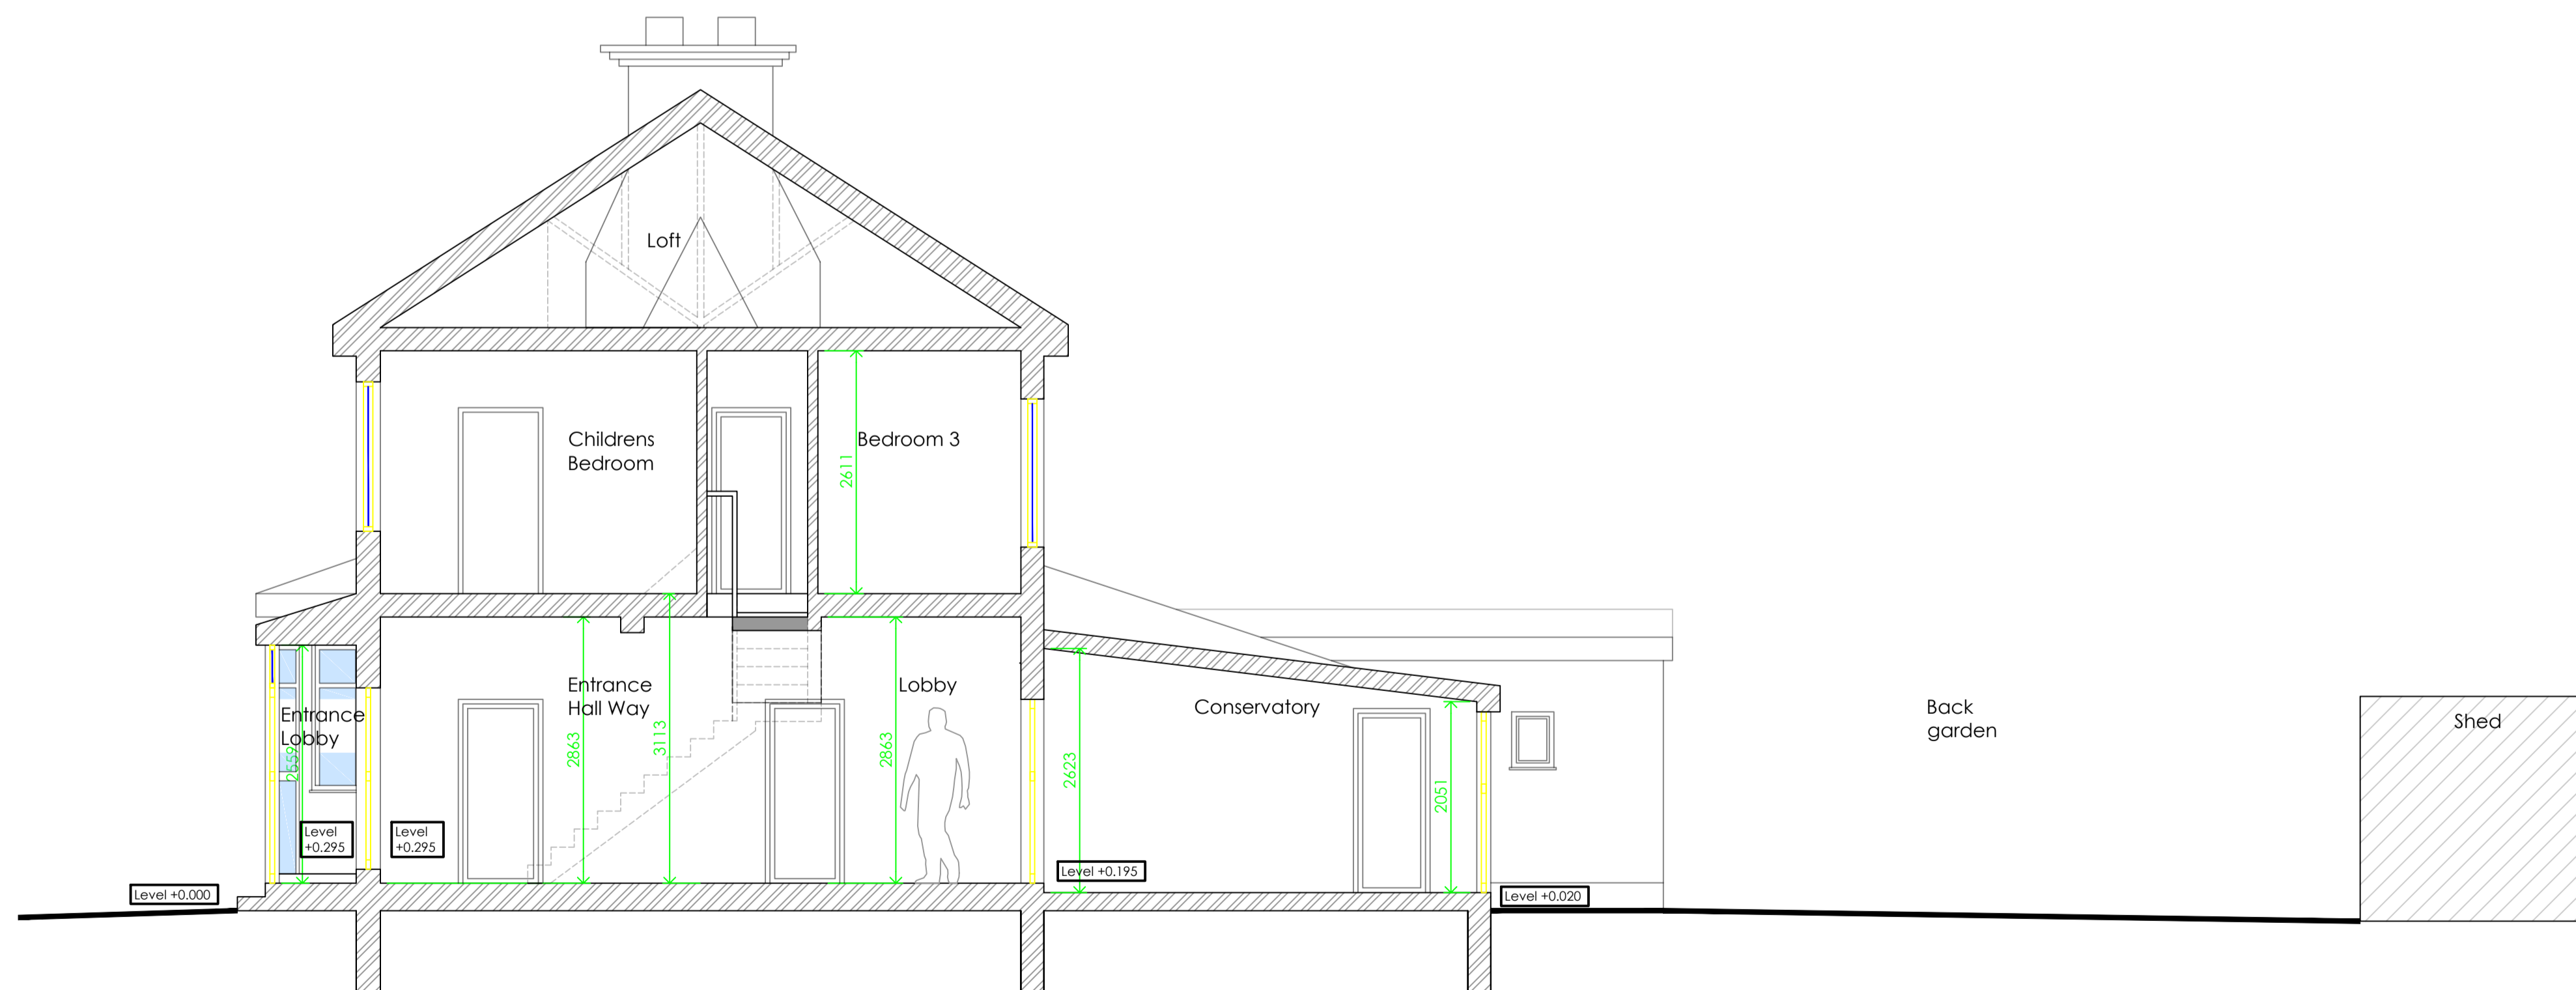 Loft
Childrens
Bedroom
Bedroom 3
2611
Entrance
Hall Way
Lobby
Entrance
Lobby
Conservatory
Back
garden
Shed
2559
2863
3113
2863
2623
2051
Level
+0.295
Level
+0.295
Level +0.195
Level +0.000
Level +0.020